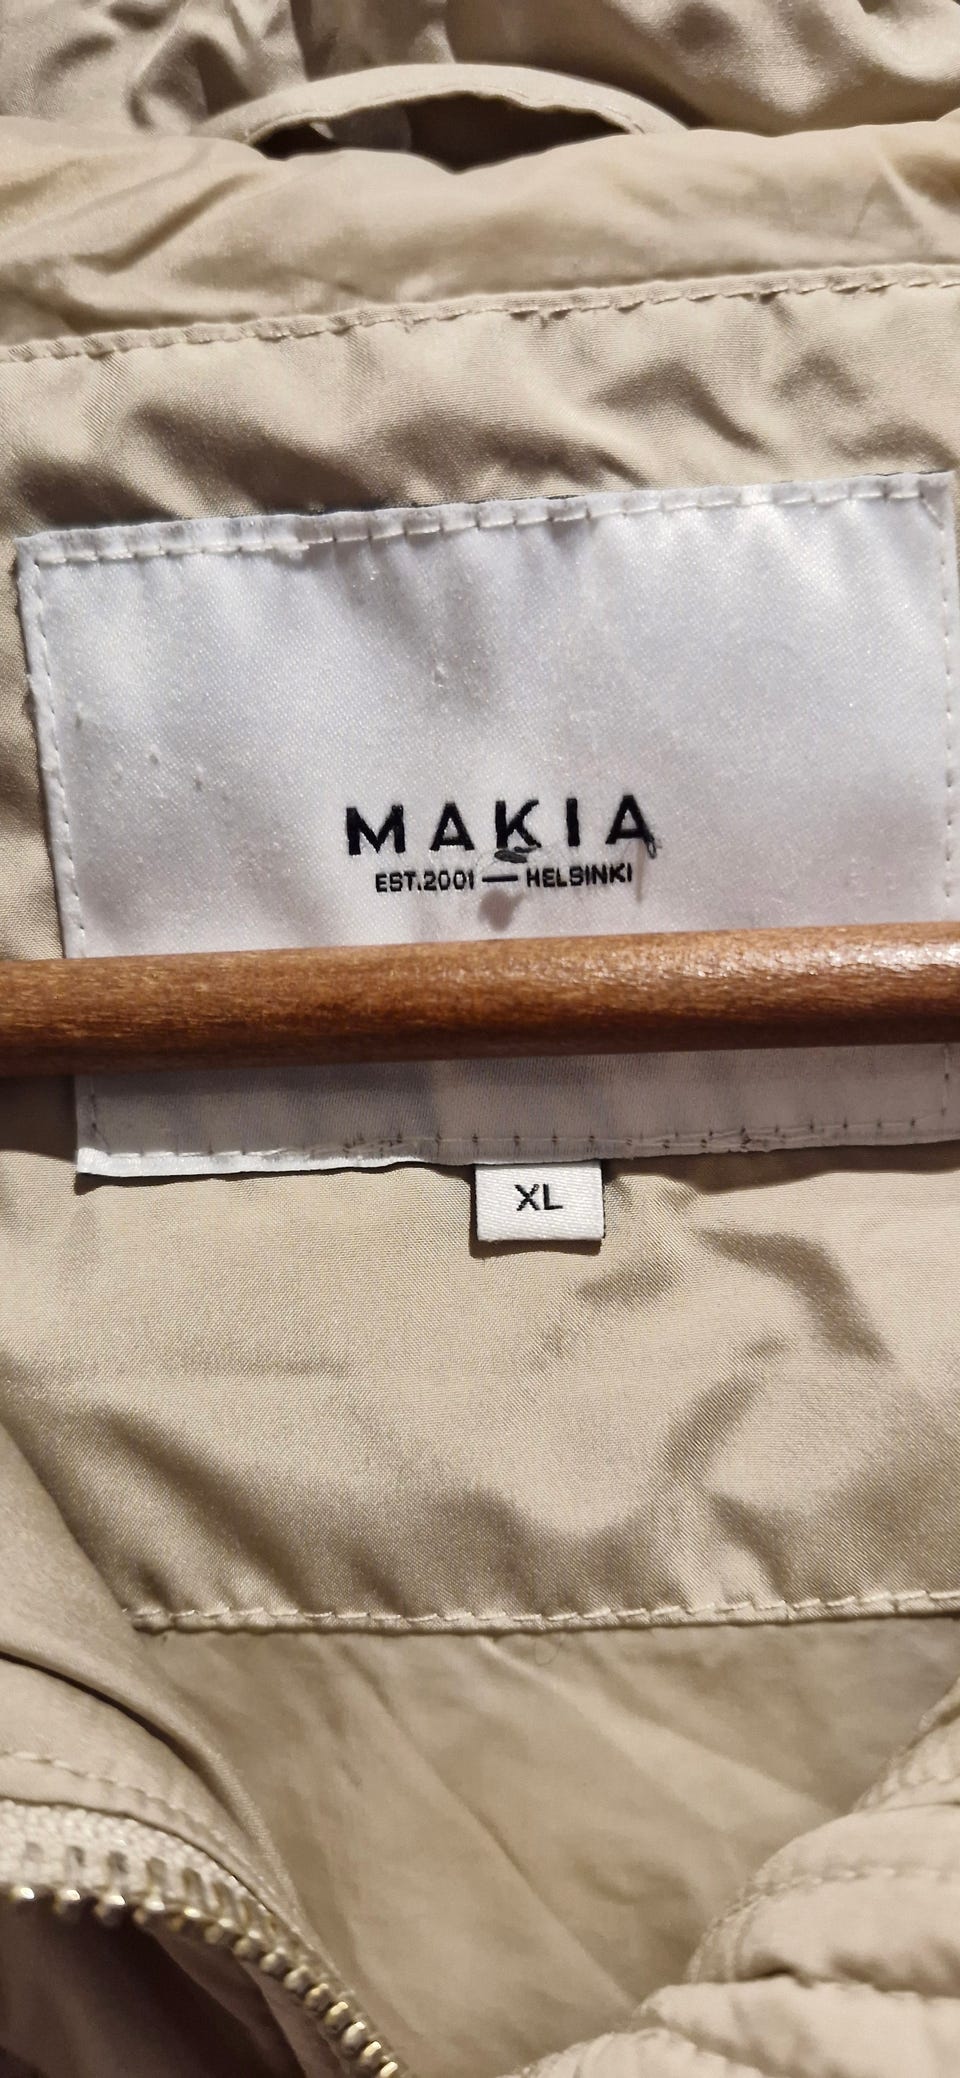 MAKIA
EST.2001 — HELSINKI
XL